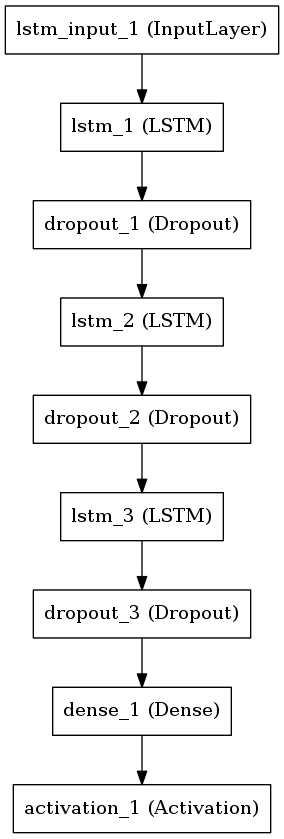 lstm_input_1 (InputLayer)
lstm_1 (LSTM)
dropout_1 (Dropout)
lstm_2 (LSTM)
dropout_2 (Dropout)
lstm_3 (LSTM)
dropout_3 (Dropout)
dense_1 (Dense)
activation_1 (Activation)